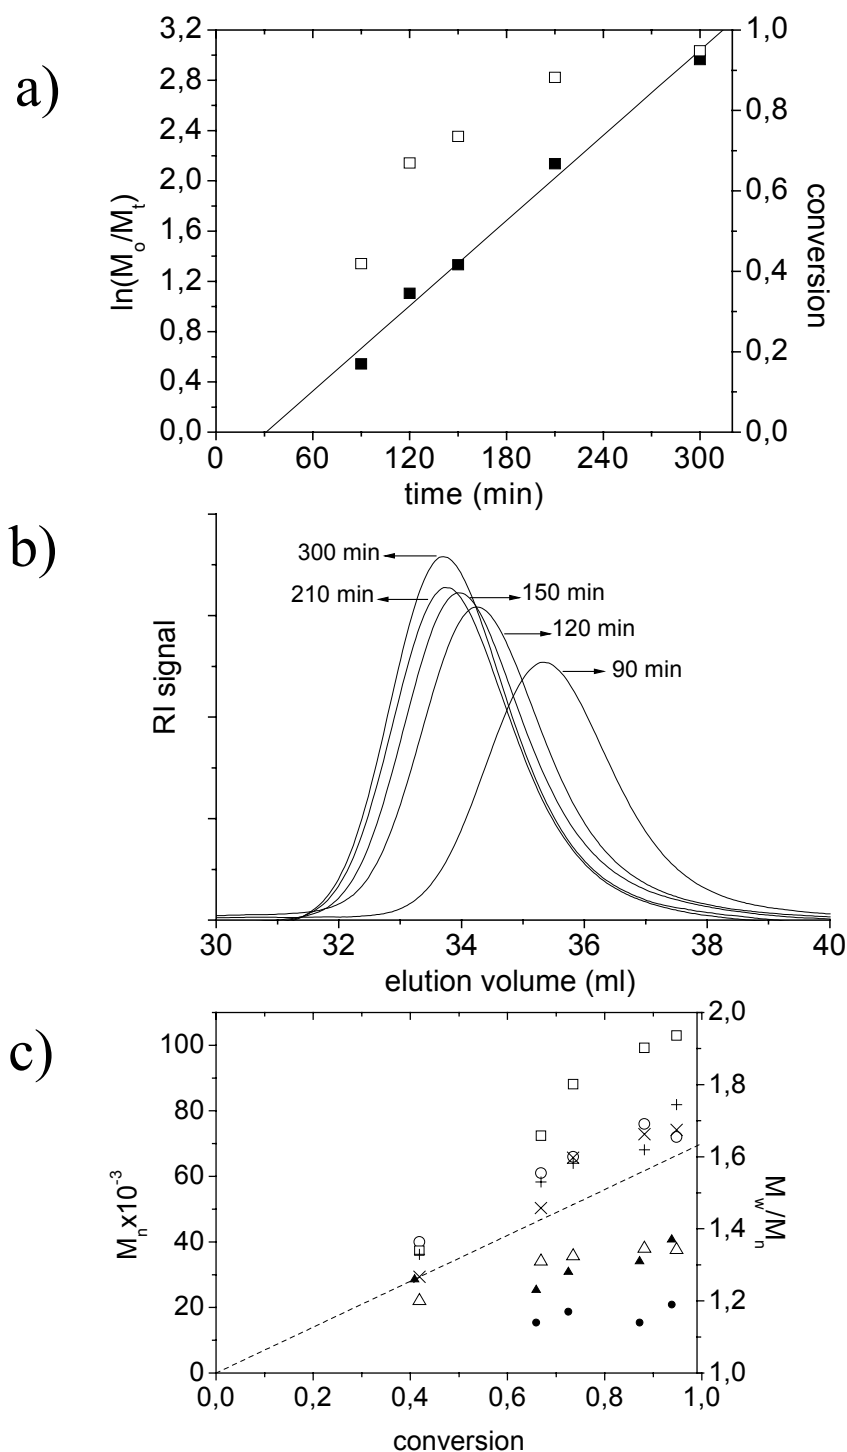 a)
3,2
2,8
2,4
2,0
1,6
1,2
0,8
0,4
0,0
ln(Mo/Mt)
1,0
0,8
0,6
0,4
0,2
0,0
conversion
0 60 120 180 240 300
time (min)
b)
300 min
210 min
150 min
120 min
90 min
RI signal
30 32 34 36 38 40
elution volume (ml)
c)
100
80
60
40
20
0
Mnx10-3
2,0
1,8
1,6
1,4
1,2
1,0
Mw/Mn
0,0 0,2 0,4 0,6 0,8 1,0
conversion